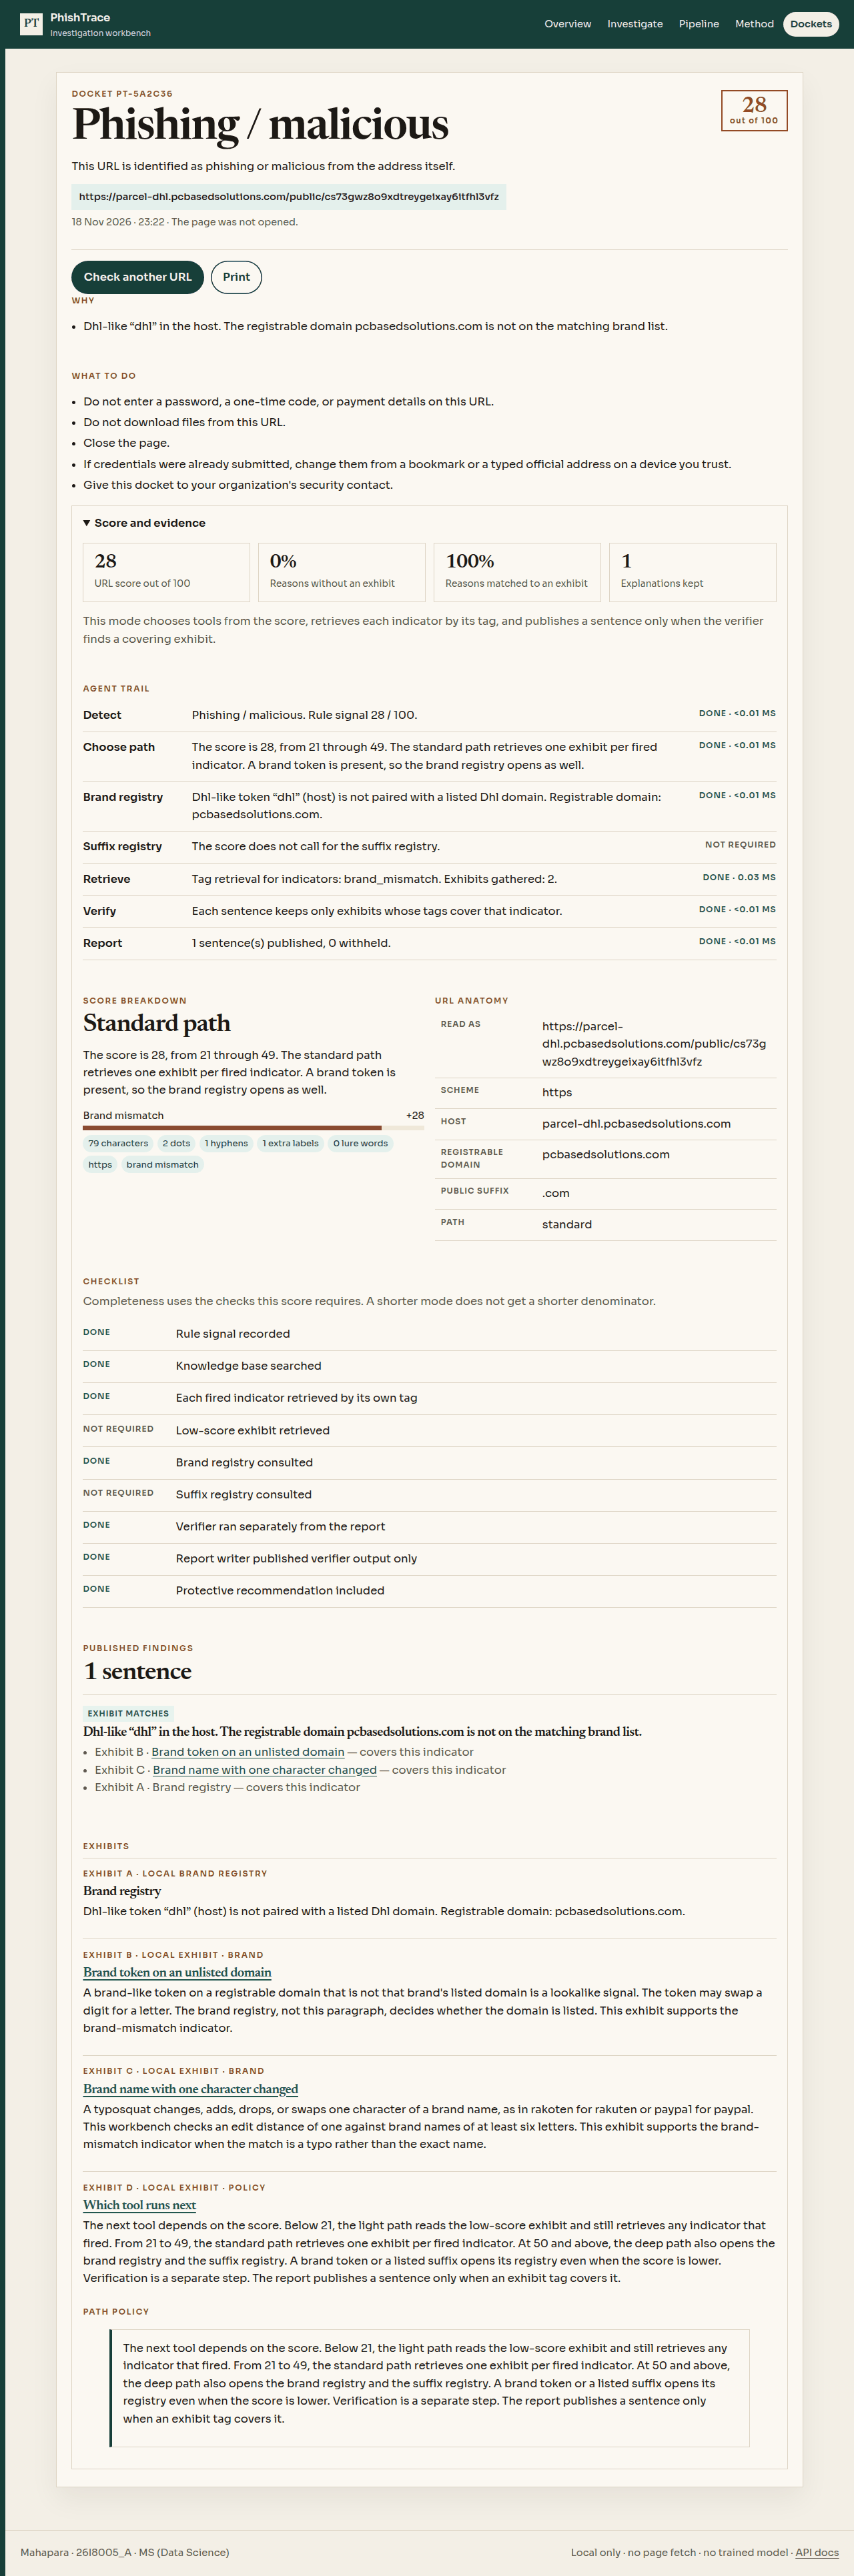 PT
PhishTrace
Investigation workbench
Overview
Investigate
Pipeline
Method
Dockets
DOCKET PT-5A2C36
Phishing / malicious
28
out of 100
This URL is identified as phishing or malicious from the address itself.
https://parcel-dhl.pcbasedsolutions.com/public/cs73gwz8o9xdtreygeixay6itfhl3vfz
18 Nov 2026 · 23:22 · The page was not opened.
Check another URL
Print
WHY
• Dhl-like “dhl” in the host. The registrable domain pcbasedsolutions.com is not on the matching brand list.
WHAT TO DO
• Do not enter a password, a one-time code, or payment details on this URL.
• Do not download files from this URL.
• Close the page.
• If credentials were already submitted, change them from a bookmark or a typed official address on a device you trust.
• Give this docket to your organization's security contact.
▼ Score and evidence
28
URL score out of 100
0%
Reasons without an exhibit
100%
Reasons matched to an exhibit
1
Explanations kept
This mode chooses tools from the score, retrieves each indicator by its tag, and publishes a sentence only when the verifier
finds a covering exhibit.
AGENT TRAIL
Detect
Phishing / malicious. Rule signal 28 / 100.
DONE · <0.01 MS
Choose path
The score is 28, from 21 through 49. The standard path retrieves one exhibit per fired
indicator. A brand token is present, so the brand registry opens as well.
DONE · <0.01 MS
Brand registry
Dhl-like token “dhl” (host) is not paired with a listed Dhl domain. Registrable domain:
pcbasedsolutions.com.
DONE · <0.01 MS
Suffix registry
The score does not call for the suffix registry.
NOT REQUIRED
Retrieve
Tag retrieval for indicators: brand_mismatch. Exhibits gathered: 2.
DONE · 0.03 MS
Verify
Each sentence keeps only exhibits whose tags cover that indicator.
DONE · <0.01 MS
Report
1 sentence(s) published, 0 withheld.
DONE · <0.01 MS
SCORE BREAKDOWN
Standard path
The score is 28, from 21 through 49. The standard path
retrieves one exhibit per fired indicator. A brand token is
present, so the brand registry opens as well.
Brand mismatch
+28
79 characters
2 dots
1 hyphens
1 extra labels
0 lure words
https
brand mismatch
URL ANATOMY
READ AS
https://parcel-
dhl.pcbasedsolutions.com/public/cs73g
wz8o9xdtreygeixay6itfhl3vfz
SCHEME
https
HOST
parcel-dhl.pcbasedsolutions.com
REGISTRABLE
DOMAIN
pcbasedsolutions.com
PUBLIC SUFFIX
.com
PATH
standard
CHECKLIST
Completeness uses the checks this score requires. A shorter mode does not get a shorter denominator.
DONE
Rule signal recorded
DONE
Knowledge base searched
DONE
Each fired indicator retrieved by its own tag
NOT REQUIRED
Low-score exhibit retrieved
DONE
Brand registry consulted
NOT REQUIRED
Suffix registry consulted
DONE
Verifier ran separately from the report
DONE
Report writer published verifier output only
DONE
Protective recommendation included
PUBLISHED FINDINGS
1 sentence
EXHIBIT MATCHES
Dhl-like “dhl” in the host. The registrable domain pcbasedsolutions.com is not on the matching brand list.
• Exhibit B · Brand token on an unlisted domain — covers this indicator
• Exhibit C · Brand name with one character changed — covers this indicator
• Exhibit A · Brand registry — covers this indicator
EXHIBITS
EXHIBIT A · LOCAL BRAND REGISTRY
Brand registry
Dhl-like token “dhl” (host) is not paired with a listed Dhl domain. Registrable domain: pcbasedsolutions.com.
EXHIBIT B · LOCAL EXHIBIT · BRAND
Brand token on an unlisted domain
A brand-like token on a registrable domain that is not that brand's listed domain is a lookalike signal. The token may swap a
digit for a letter. The brand registry, not this paragraph, decides whether the domain is listed. This exhibit supports the
brand-mismatch indicator.
EXHIBIT C · LOCAL EXHIBIT · BRAND
Brand name with one character changed
A typosquat changes, adds, drops, or swaps one character of a brand name, as in rakoten for rakuten or paypa1 for paypal.
This workbench checks an edit distance of one against brand names of at least six letters. This exhibit supports the brand-
mismatch indicator when the match is a typo rather than the exact name.
EXHIBIT D · LOCAL EXHIBIT · POLICY
Which tool runs next
The next tool depends on the score. Below 21, the light path reads the low-score exhibit and still retrieves any indicator that
fired. From 21 to 49, the standard path retrieves one exhibit per fired indicator. At 50 and above, the deep path also opens the
brand registry and the suffix registry. A brand token or a listed suffix opens its registry even when the score is lower.
Verification is a separate step. The report publishes a sentence only when an exhibit tag covers it.
PATH POLICY
The next tool depends on the score. Below 21, the light path reads the low-score exhibit and still retrieves any
indicator that fired. From 21 to 49, the standard path retrieves one exhibit per fired indicator. At 50 and above,
the deep path also opens the brand registry and the suffix registry. A brand token or a listed suffix opens its
registry even when the score is lower. Verification is a separate step. The report publishes a sentence only
when an exhibit tag covers it.
Mahapara · 26I8005_A · MS (Data Science)
Local only · no page fetch · no trained model · API docs